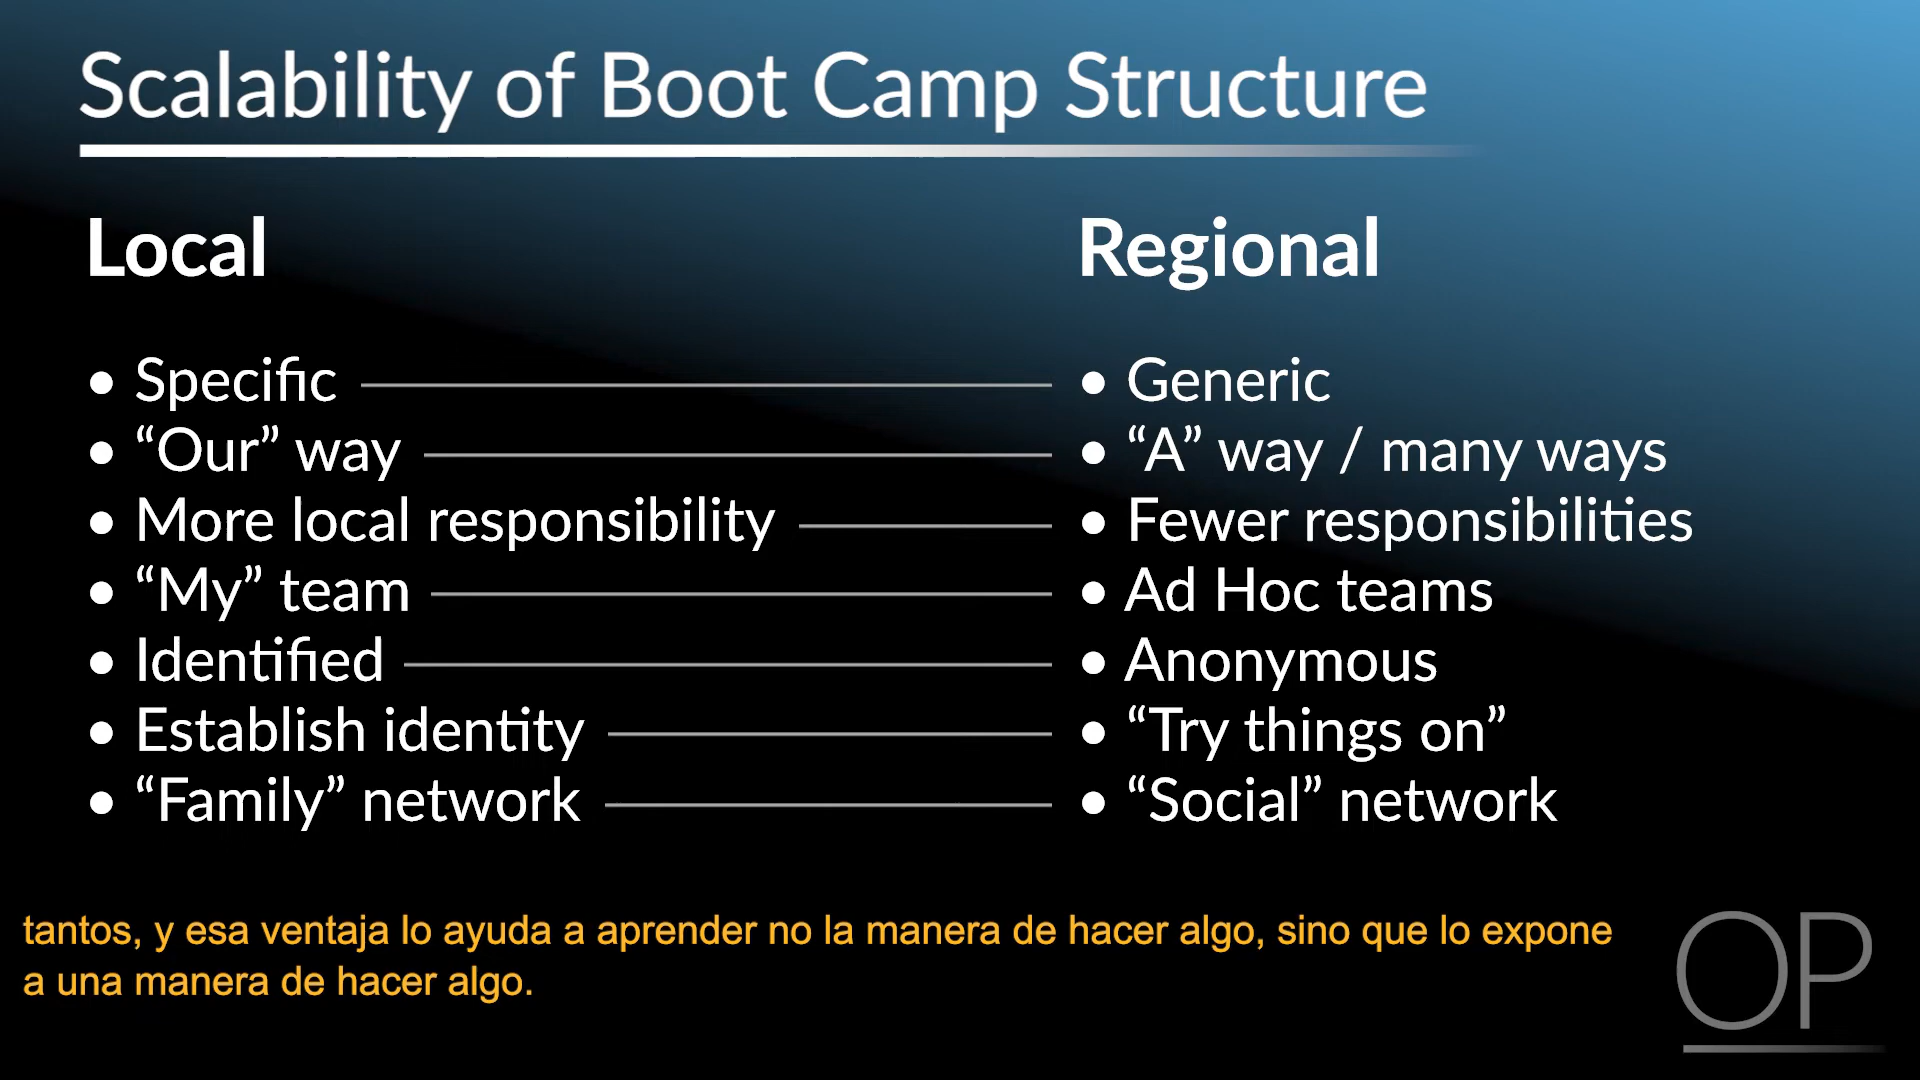 Scalability of Boot Camp Structure
Local
Regional
• Specific
• Generic
• “Our” way
• “A” way / many ways
• More local responsibility
• Fewer responsibilities
• “My” team
• Ad Hoc teams
• Identified
• Anonymous
• Establish identity
• “Try things on”
• “Family” network
• “Social” network
tantos, y esa ventaja lo ayuda a aprender no la manera de hacer algo, sino que lo expone
a una manera de hacer algo.
OP